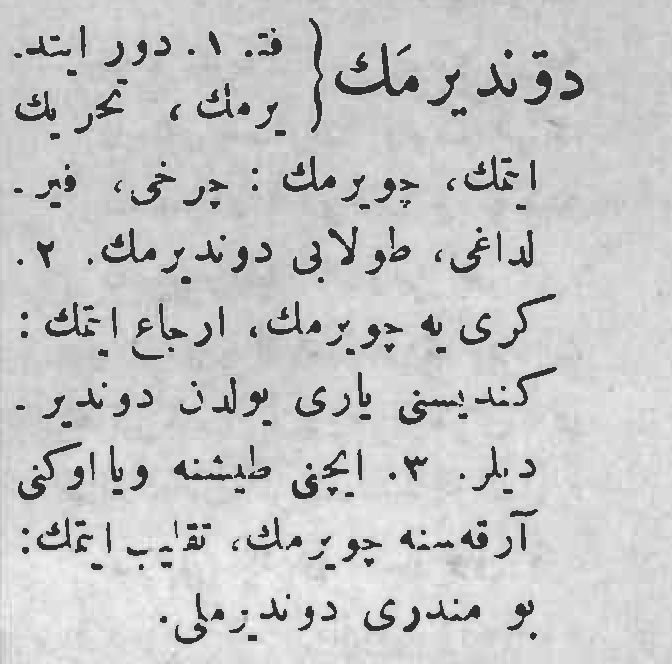 دوندیرمك { فتـ. ۱. دور ایتد.
یرمك، تحریك
ایتمك، چویرمك : چرخی، فیر.
لداغی، طولابی دوندیرمك. ۲.
کری یه چویرمك، ارجاع ایتمك :
کندیسنی یاری یولدن دوندیر.
دیلر. ۳. ایچنی طیشنه ویا اوکنی
آرقه‌سنه چویرمك، تقلیب ایتمك :
بو مندری دوندیرملی.